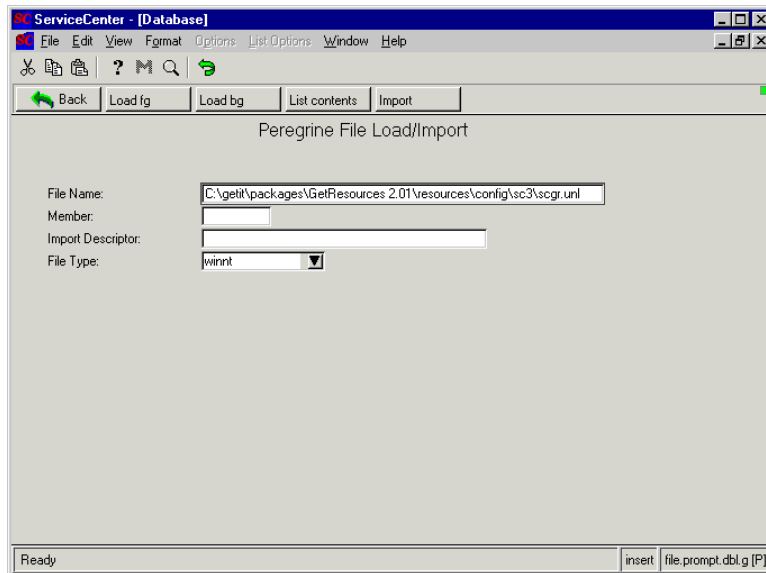 SC ServiceCenter - [Database]
SC File Edit View Format Options List Options Window Help
? M
Back Load fg Load bg List contents Import
Peregrine File Load/Import
File Name: C:\getit\packages\GetResources 2.01\resources\config\sc3\scgr.unl
Member:
Import Descriptor:
File Type: winnt
Ready insert file.prompt.dbl.g [P]